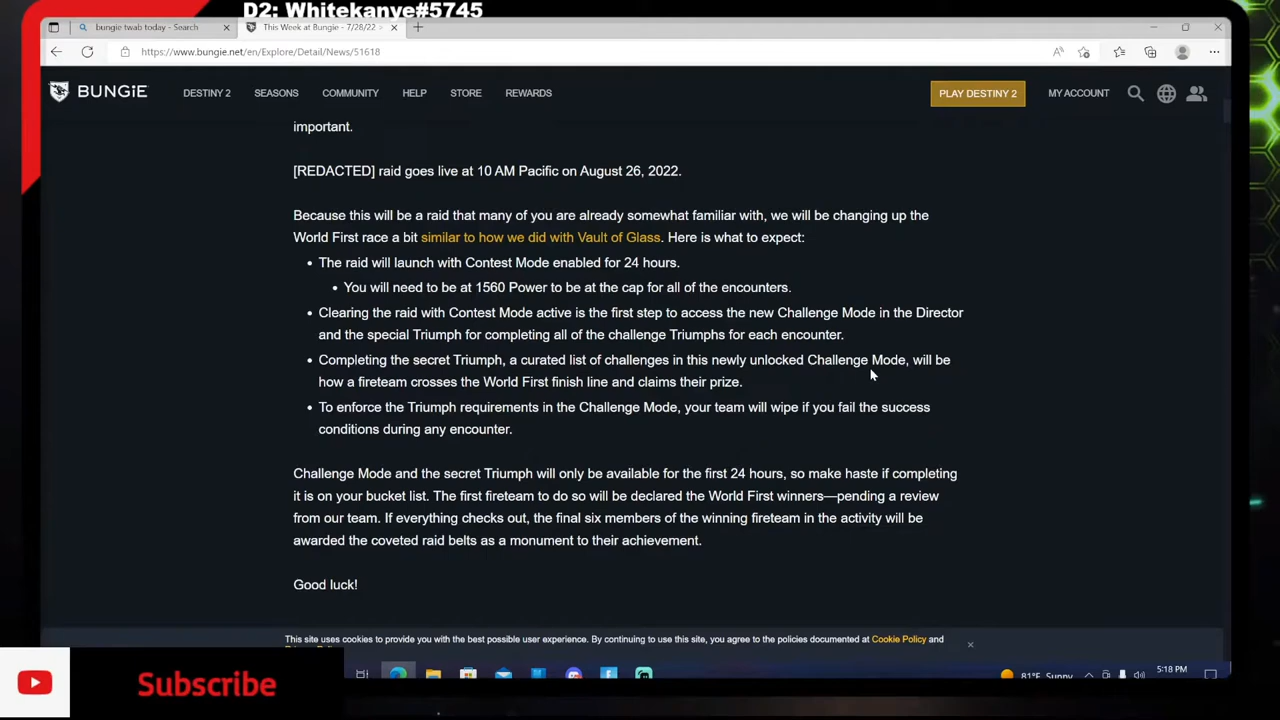 D2: Whitekanye#5745
bungie twab today - Search
This Week at Bungie - 7/28/22 >
https://www.bungie.net/en/Explore/Detail/News/51618
BUNGiE
DESTINY 2 SEASONS COMMUNITY HELP STORE REWARDS PLAY DESTINY 2 MY ACCOUNT
important.
[REDACTED] raid goes live at 10 AM Pacific on August 26, 2022.
Because this will be a raid that many of you are already somewhat familiar with, we will be changing up the
World First race a bit similar to how we did with Vault of Glass. Here is what to expect:
• The raid will launch with Contest Mode enabled for 24 hours.
• You will need to be at 1560 Power to be at the cap for all of the encounters.
• Clearing the raid with Contest Mode active is the first step to access the new Challenge Mode in the Director
and the special Triumph for completing all of the challenge Triumphs for each encounter.
• Completing the secret Triumph, a curated list of challenges in this newly unlocked Challenge Mode, will be
how a fireteam crosses the World First finish line and claims their prize.
• To enforce the Triumph requirements in the Challenge Mode, your team will wipe if you fail the success
conditions during any encounter.
Challenge Mode and the secret Triumph will only be available for the first 24 hours, so make haste if completing
it is on your bucket list. The first fireteam to do so will be declared the World First winners—pending a review
from our team. If everything checks out, the final six members of the winning fireteam in the activity will be
awarded the coveted raid belts as a monument to their achievement.
Good luck!
This site uses cookies to provide you with the best possible user experience. By continuing to use this site, you agree to the policies documented at Cookie Policy and
Subscribe
81°F Sunny
5:18 PM